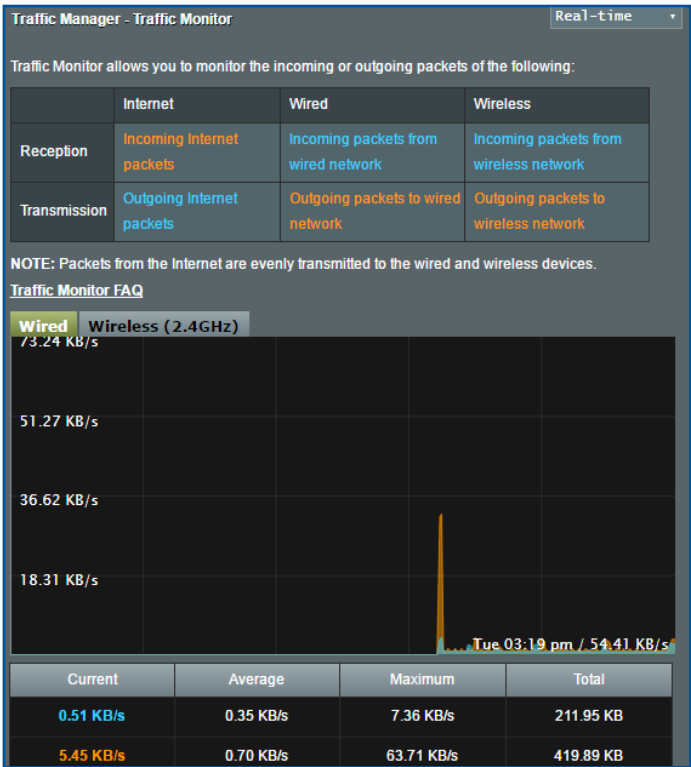 Traffic Manager - Traffic Monitor
Real-time
Traffic Monitor allows you to monitor the incoming or outgoing packets of the following:
Internet Wired Wireless
Reception
Incoming Internet
packets
Incoming packets from
wired network
Incoming packets from
wireless network
Transmission
Outgoing Internet
packets
Outgoing packets to wired
network
Outgoing packets to
wireless network
NOTE: Packets from the Internet are evenly transmitted to the wired and wireless devices.
Traffic Monitor FAQ
Wired Wireless (2.4GHz)
73.24 KB/s
51.27 KB/s
36.62 KB/s
18.31 KB/s
Tue 03:19 pm / 54.41 KB/s
Current Average Maximum Total
0.51 KB/s 0.35 KB/s 7.36 KB/s 211.95 KB
5.45 KB/s 0.70 KB/s 63.71 KB/s 419.89 KB